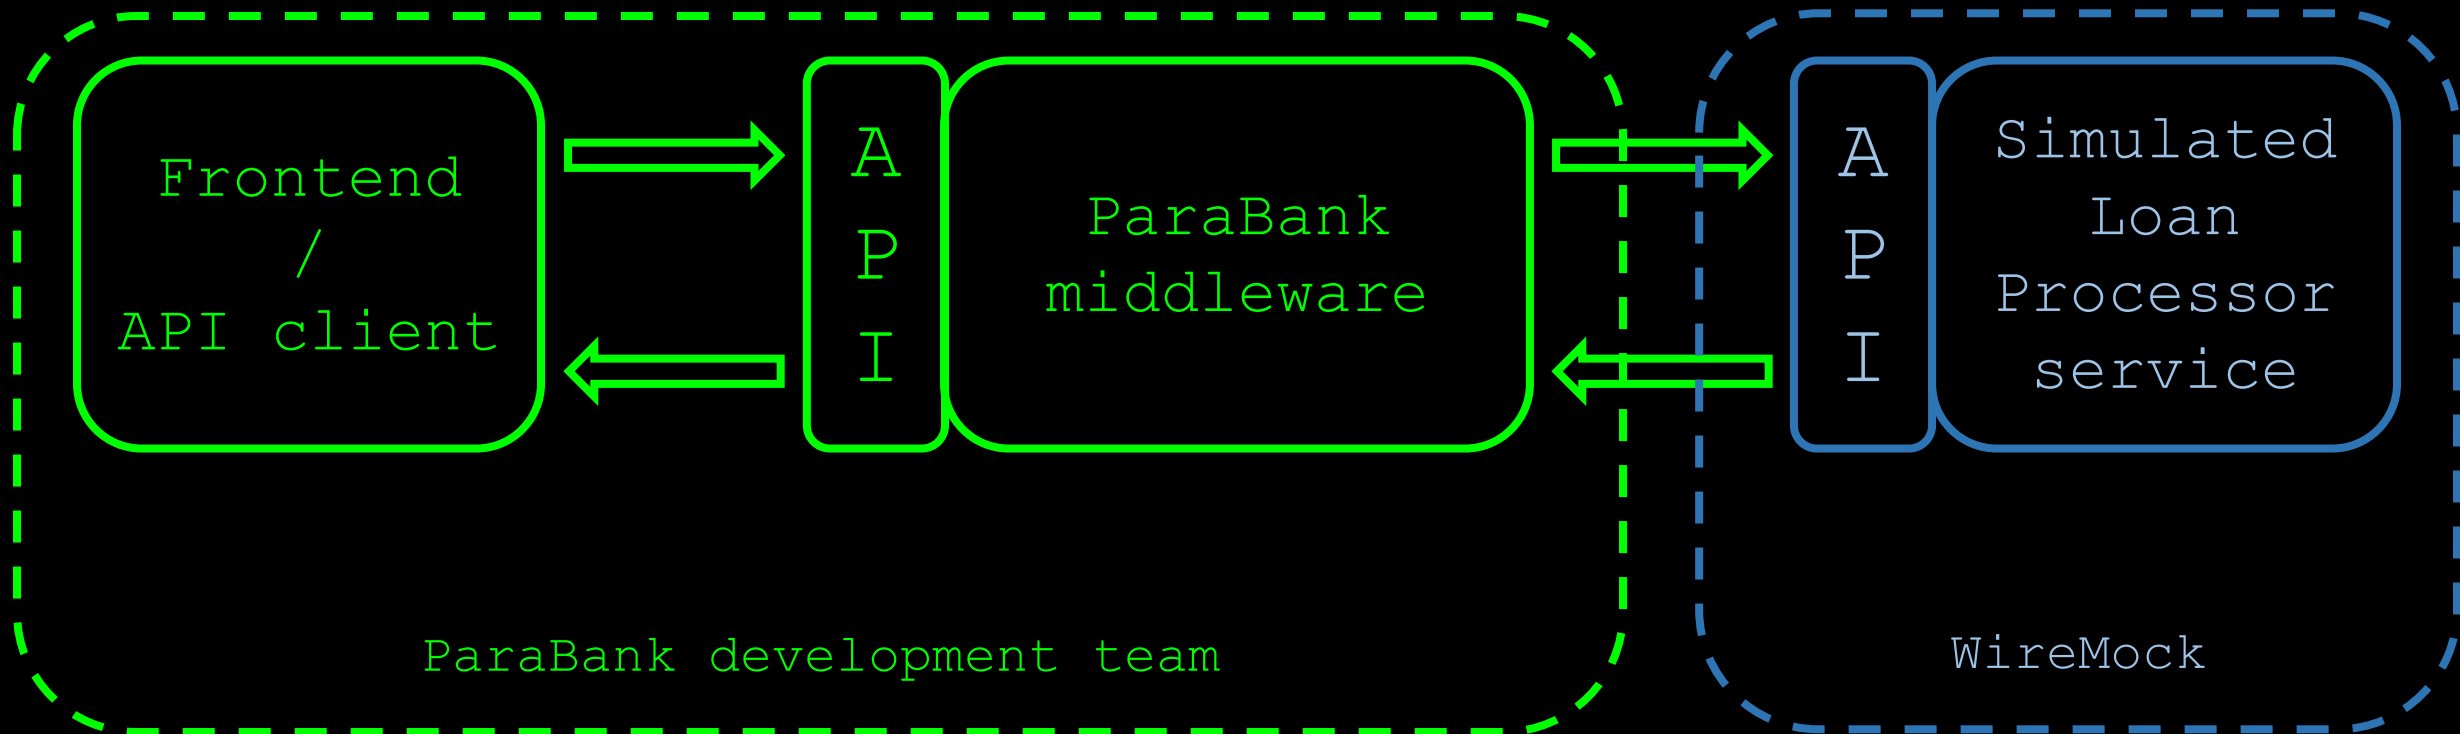 Frontend
/
API client
A
P
I
ParaBank
middleware
A
P
I
Simulated
Loan
Processor
service
ParaBank development team
WireMock